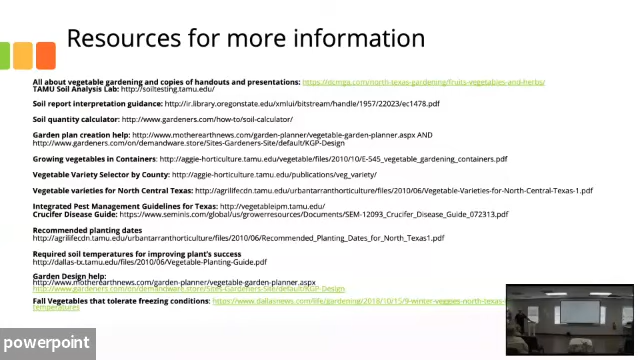 Resources for more information
All about vegetable gardening and copies of handouts and presentations: https://dcmga.com/north-texas-gardening/fruits-vegetables-and-herbs/
TAMU Soil Analysis Lab: http://soiltesting.tamu.edu/
Soil report interpretation guidance: http://ir.library.oregonstate.edu/xmlui/bitstream/handle/1957/22023/ec1478.pdf
Soil quantity calculator: http://www.gardeners.com/how-to/soil-calculator/
Garden plan creation help: http://www.motherearthnews.com/garden-planner/vegetable-garden-planner.aspx AND
http://www.gardeners.com/on/demandware.store/Sites-Gardeners-Site/default/KGP-Design
Growing vegetables in Containers: http://aggie-horticulture.tamu.edu/vegetable/files/2010/10/E-545_vegetable_gardening_containers.pdf
Vegetable Variety Selector by County: http://aggie-horticulture.tamu.edu/publications/veg_variety/
Vegetable varieties for North Central Texas: http://agrilifecdn.tamu.edu/urbantarranthorticulture/files/2010/06/Vegetable-Varieties-for-North-Central-Texas-1.pdf
Integrated Pest Management Guidelines for Texas: http://vegetableipm.tamu.edu/
Crucifer Disease Guide: https://www.seminis.com/global/us/growerresources/Documents/SEM-12093_Crucifer_Disease_Guide_072313.pdf
Recommended planting dates
http://agrilifecdn.tamu.edu/urbantarranthorticulture/files/2010/06/Recommended_Planting_Dates_for_North_Texas1.pdf
Required soil temperatures for improving plant's success
http://dallas-tx.tamu.edu/files/2010/06/Vegetable-Planting-Guide.pdf
Garden Design help:
http://www.motherearthnews.com/garden-planner/vegetable-garden-planner.aspx
http://www.gardeners.com/on/demandware.store/Sites-Gardeners-Site/default/KGP-Design
Fall Vegetables that tolerate freezing conditions: https://www.dallasnews.com/life/gardening/2018/10/15/9-winter-veggies-north-texas-
temperatures
powerpoint